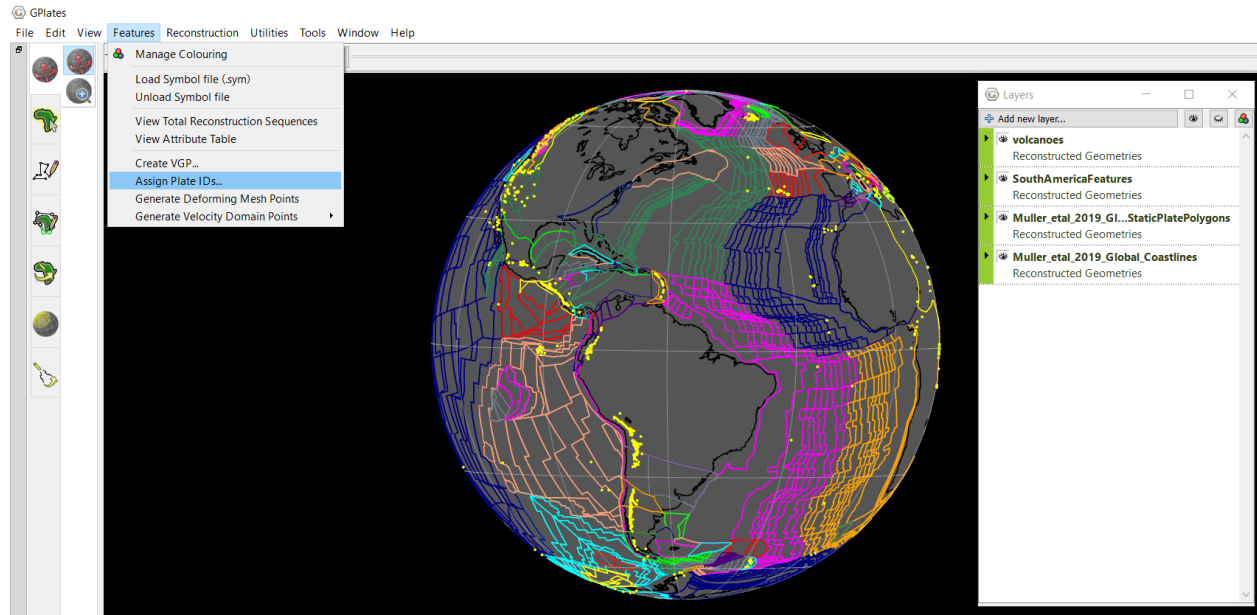 GPlates
File Edit View Features Reconstruction Utilities Tools Window Help
Manage Colouring
Load Symbol file (.sym)
Unload Symbol file
View Total Reconstruction Sequences
View Attribute Table
Create VGP...
Assign Plate IDs...
Generate Deforming Mesh Points
Generate Velocity Domain Points
Layers
Add new layer...
volcanoes
Reconstructed Geometries
SouthAmericaFeatures
Reconstructed Geometries
Muller_etal_2019_Gl...StaticPlatePolygons
Reconstructed Geometries
Muller_etal_2019_Global_Coastlines
Reconstructed Geometries